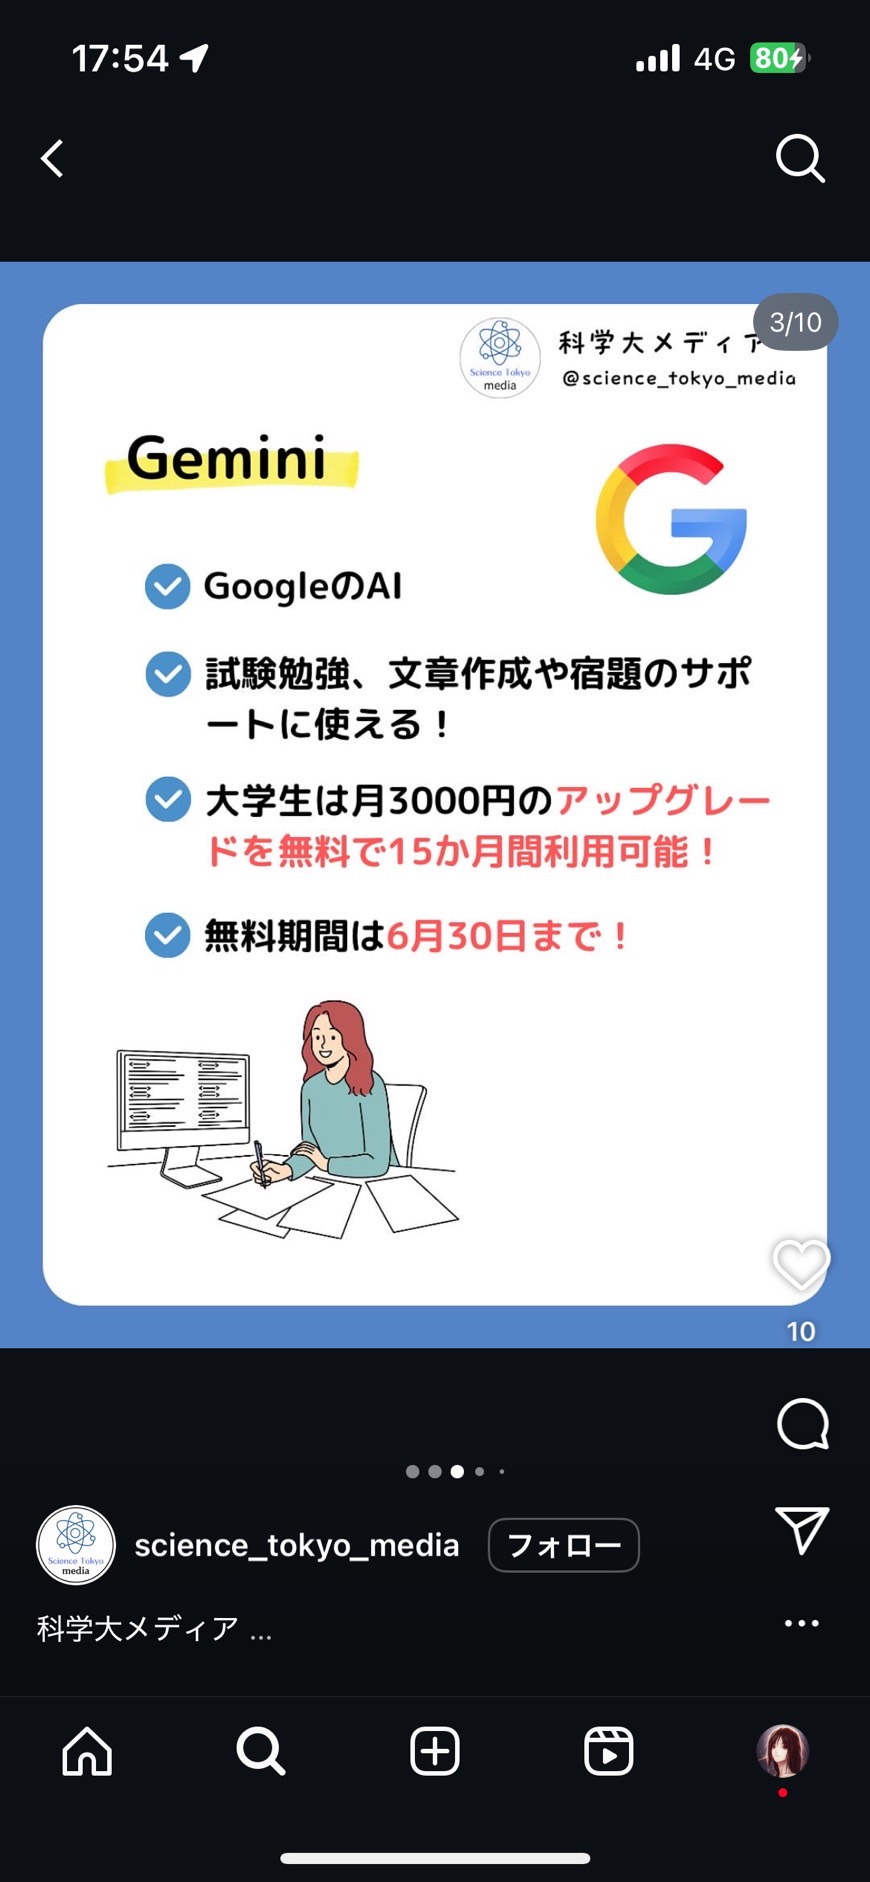 17:54
4G
80
3/10
科学大メディア
Science Tokyo
media
@science_tokyo_media
Gemini
GoogleのAI
試験勉強、文章作成や宿題のサポ
ートに使える！
大学生は月3000円のアップグレー
ドを無料で15か月間利用可能！
無料期間は6月30日まで！
10
Science Tokyo
media
science_tokyo_media
フォロー
科学大メディア ...